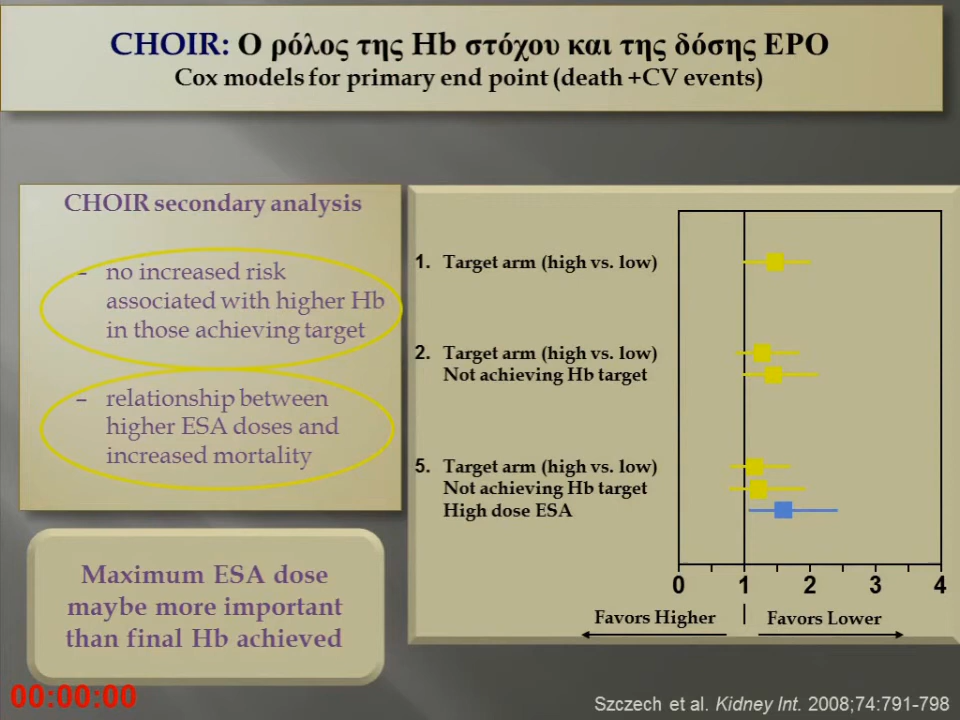 CHOIR: Ο ρόλος της Hb στόχου και της δόσης EPO
Cox models for primary end point (death +CV events)
CHOIR secondary analysis
– no increased risk
associated with higher Hb
in those achieving target
– relationship between
higher ESA doses and
increased mortality
Maximum ESA dose
maybe more important
than final Hb achieved
1. Target arm (high vs. low)
2. Target arm (high vs. low)
Not achieving Hb target
5. Target arm (high vs. low)
Not achieving Hb target
High dose ESA
0 1 2 3 4
Favors Higher Favors Lower
00:00:00
Szczech et al. Kidney Int. 2008;74:791-798